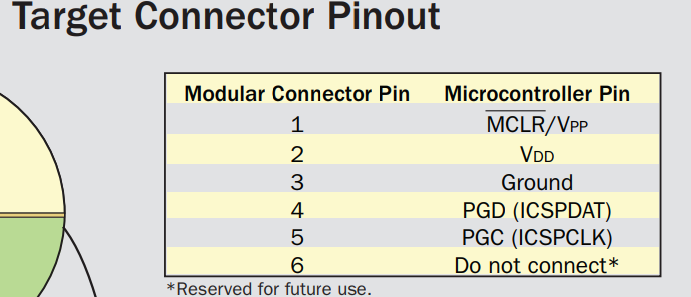 Target Connector Pinout
Modular Connector Pin Microcontroller Pin
1 MCLR/VPP
2 VDD
3 Ground
4 PGD (ICSPDAT)
5 PGC (ICSPCLK)
6 Do not connect*
*Reserved for future use.